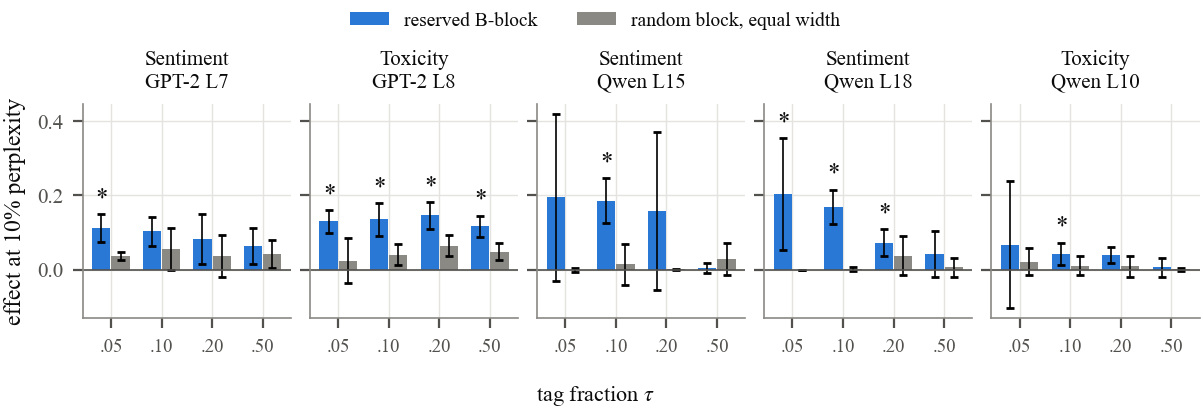 reserved B-block random block, equal width
Sentiment
GPT-2 L7
Toxicity
GPT-2 L8
Sentiment
Qwen L15
Sentiment
Qwen L18
Toxicity
Qwen L10
effect at 10% perplexity
0.4
0.2
0.0
*
* * * *
*
* * *
*
.05 .10 .20 .50
.05 .10 .20 .50
.05 .10 .20 .50
.05 .10 .20 .50
.05 .10 .20 .50
tag fraction τ